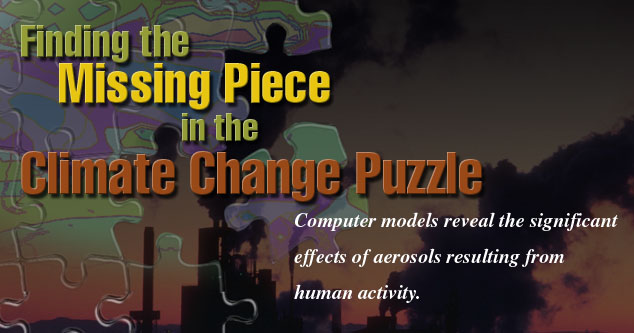 Finding the
Missing Piece
in the
Climate Change Puzzle
Computer models reveal the significant
effects of aerosols resulting from
human activity.